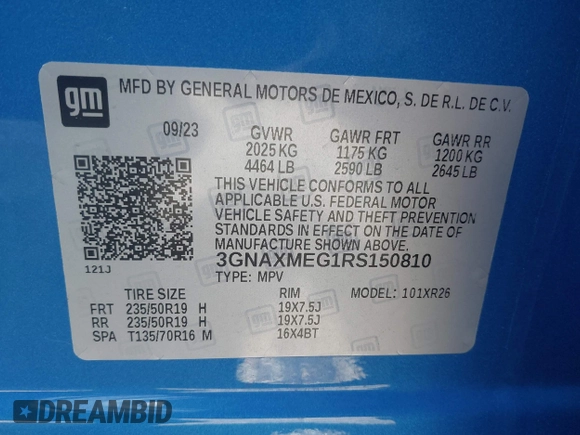 gm
MFD BY GENERAL MOTORS DE MEXICO, S. DE R.L. DE C.V.
09/23 GVWR GAWR FRT GAWR RR
2025 KG 1175 KG 1200 KG
4464 LB 2590 LB 2645 LB
THIS VEHICLE CONFORMS TO ALL
APPLICABLE U.S. FEDERAL MOTOR
VEHICLE SAFETY AND THEFT PREVENTION
STANDARDS IN EFFECT ON THE DATE OF
MANUFACTURE SHOWN ABOVE.
121J 3GNAXMEG1RS150810
TYPE: MPV
TIRE SIZE RIM MODEL: 101XR26
FRT 235/50R19 H 19X7.5J
RR 235/50R19 H 19X7.5J
SPA T135/70R16 M 16X4BT
DREAMBID